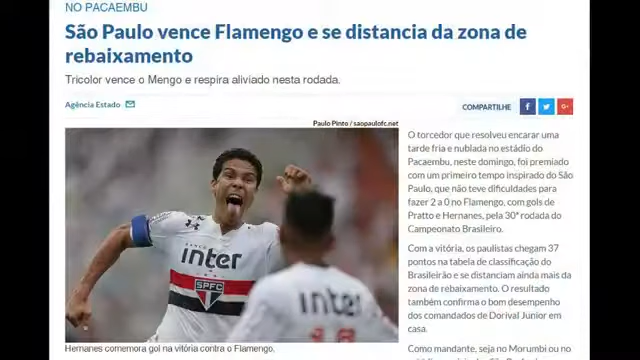 NO PACAEMBU
São Paulo vence Flamengo e se distancia da zona de
rebaixamento
Tricolor vence o Mengo e respira aliviado nesta rodada.
Agência Estado
COMPARTILHE
Paulo Pinto / saopaulofc.net
inter
SPFC
inter
Hernanes comemora gol na vitória contra o Flamengo.
O torcedor que resolveu encarar uma
tarde fria e nublada no estádio do
Pacaembu, neste domingo, foi premiado
com um primeiro tempo inspirado do São
Paulo, que não teve dificuldades para
fazer 2 a 0 no Flamengo, com gols de
Pratto e Hernanes, pela 30ª rodada do
Campeonato Brasileiro.
Com a vitória, os paulistas chegam 37
pontos na tabela de classificação do
Brasileirão e se distanciam ainda mais da
zona de rebaixamento. O resultado
também confirma o bom desempenho
dos comandados de Dorival Junior em
casa.
Como mandante, seja no Morumbi ou no